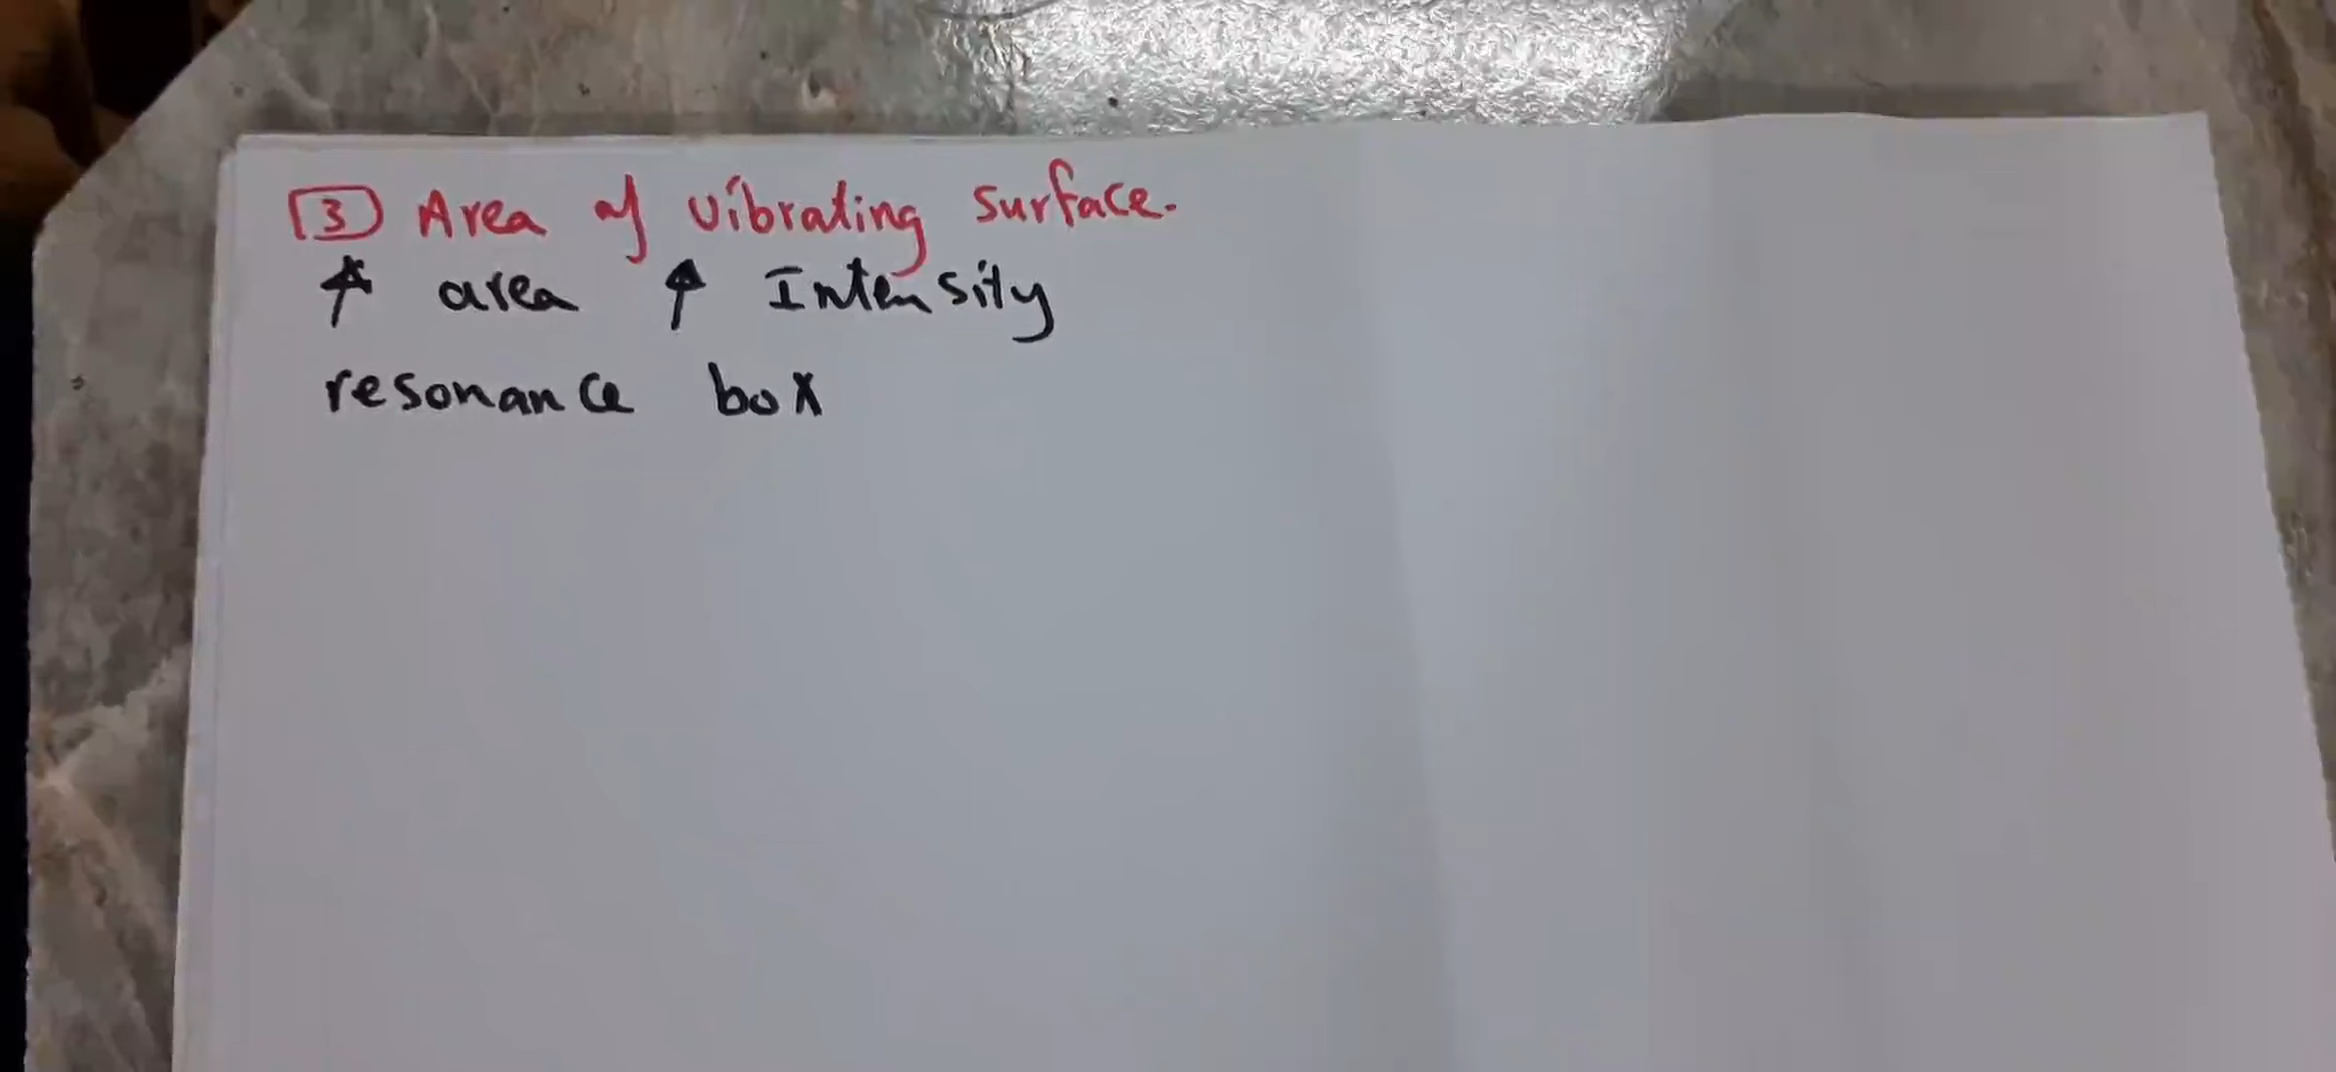 3 Area of vibrating surface.
↑ area ↑ Intensity
resonance box